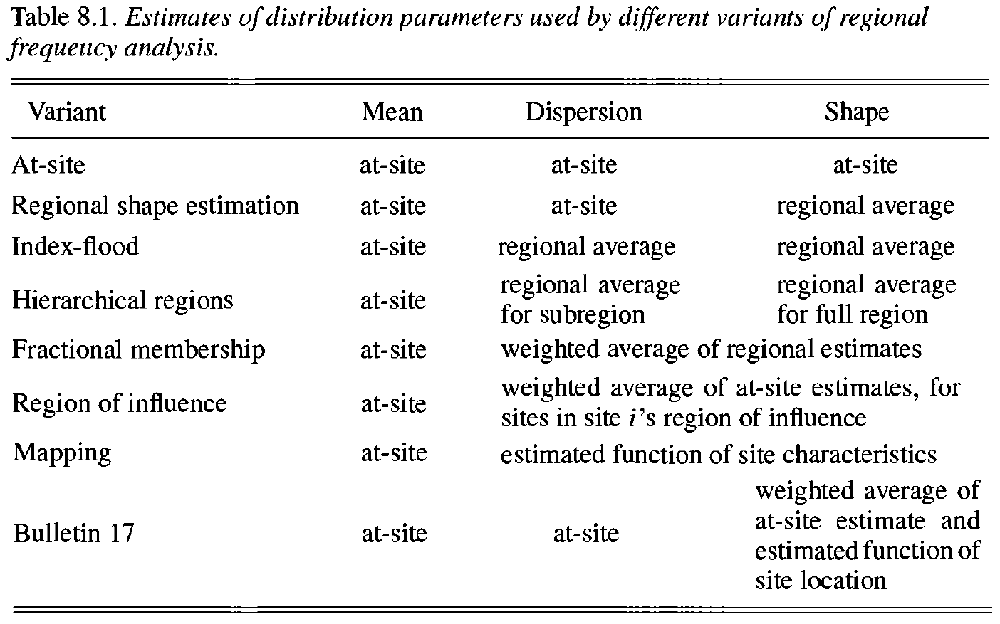 Table 8.1. Estimates of distribution parameters used by different variants of regional
frequency analysis.
Variant Mean Dispersion Shape
At-site at-site at-site at-site
Regional shape estimation at-site at-site regional average
Index-flood at-site regional average regional average
Hierarchical regions at-site regional average for subregion regional average for full region
Fractional membership at-site weighted average of regional estimates
Region of influence at-site weighted average of at-site estimates, for
sites in site i's region of influence
Mapping at-site estimated function of site characteristics
Bulletin 17 at-site at-site weighted average of
at-site estimate and
estimated function of
site location